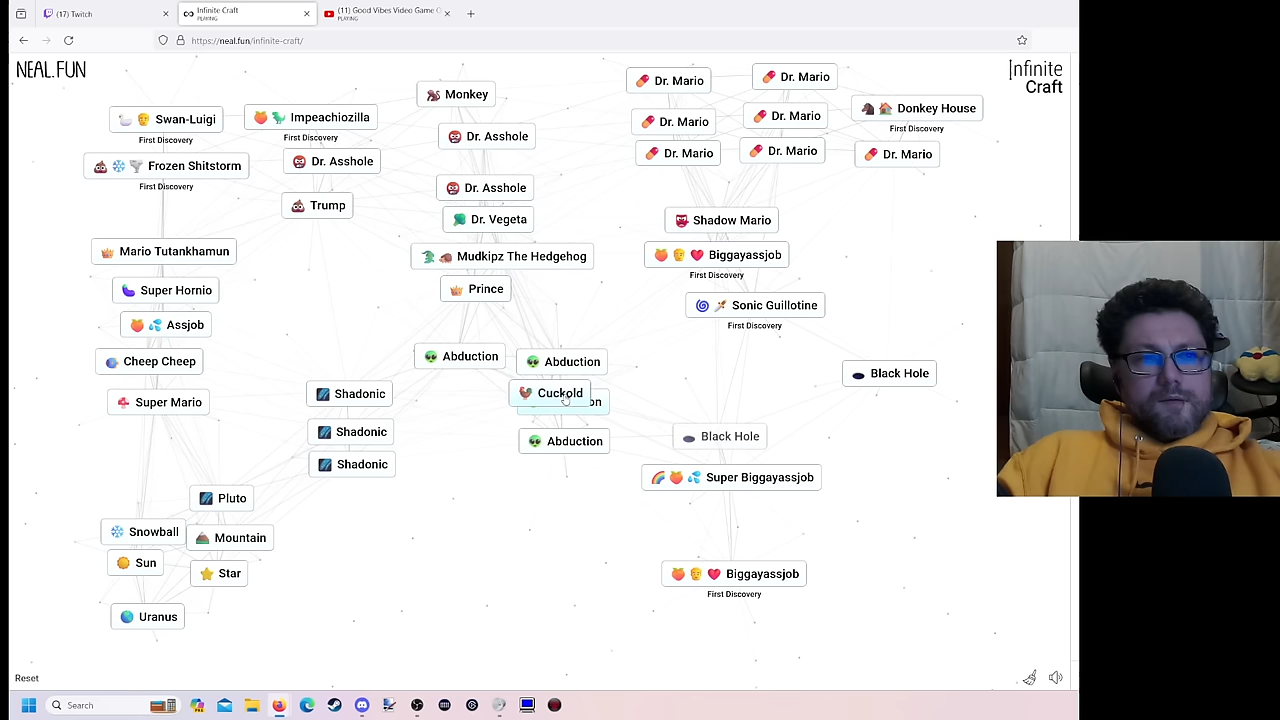 (17) Twitch
Infinite Craft
PLAYING
(11) Good Vibes Video Game
PLAYING
https://neal.fun/infinite-craft/
NEAL.FUN
Infinite
Craft
Monkey
Dr. Mario
Dr. Mario
Swan-Luigi
First Discovery
Impeachiozilla
First Discovery
Dr. Asshole
Dr. Mario
Dr. Mario
Donkey House
First Discovery
Frozen Shitstorm
First Discovery
Dr. Asshole
Dr. Mario
Dr. Mario
Dr. Mario
Dr. Asshole
Trump
Dr. Vegeta
Shadow Mario
Mario Tutankhamun
Mudkipz The Hedgehog
Biggayassjob
First Discovery
Super Hornio
Prince
Sonic Guillotine
First Discovery
Assjob
Cheep Cheep
Abduction
Abduction
Black Hole
Super Mario
Shadonic
Cuckold
on
Shadonic
Abduction
Black Hole
Shadonic
Super Biggayassjob
Pluto
Snowball
Mountain
Sun
Star
Biggayassjob
First Discovery
Uranus
Reset
Search